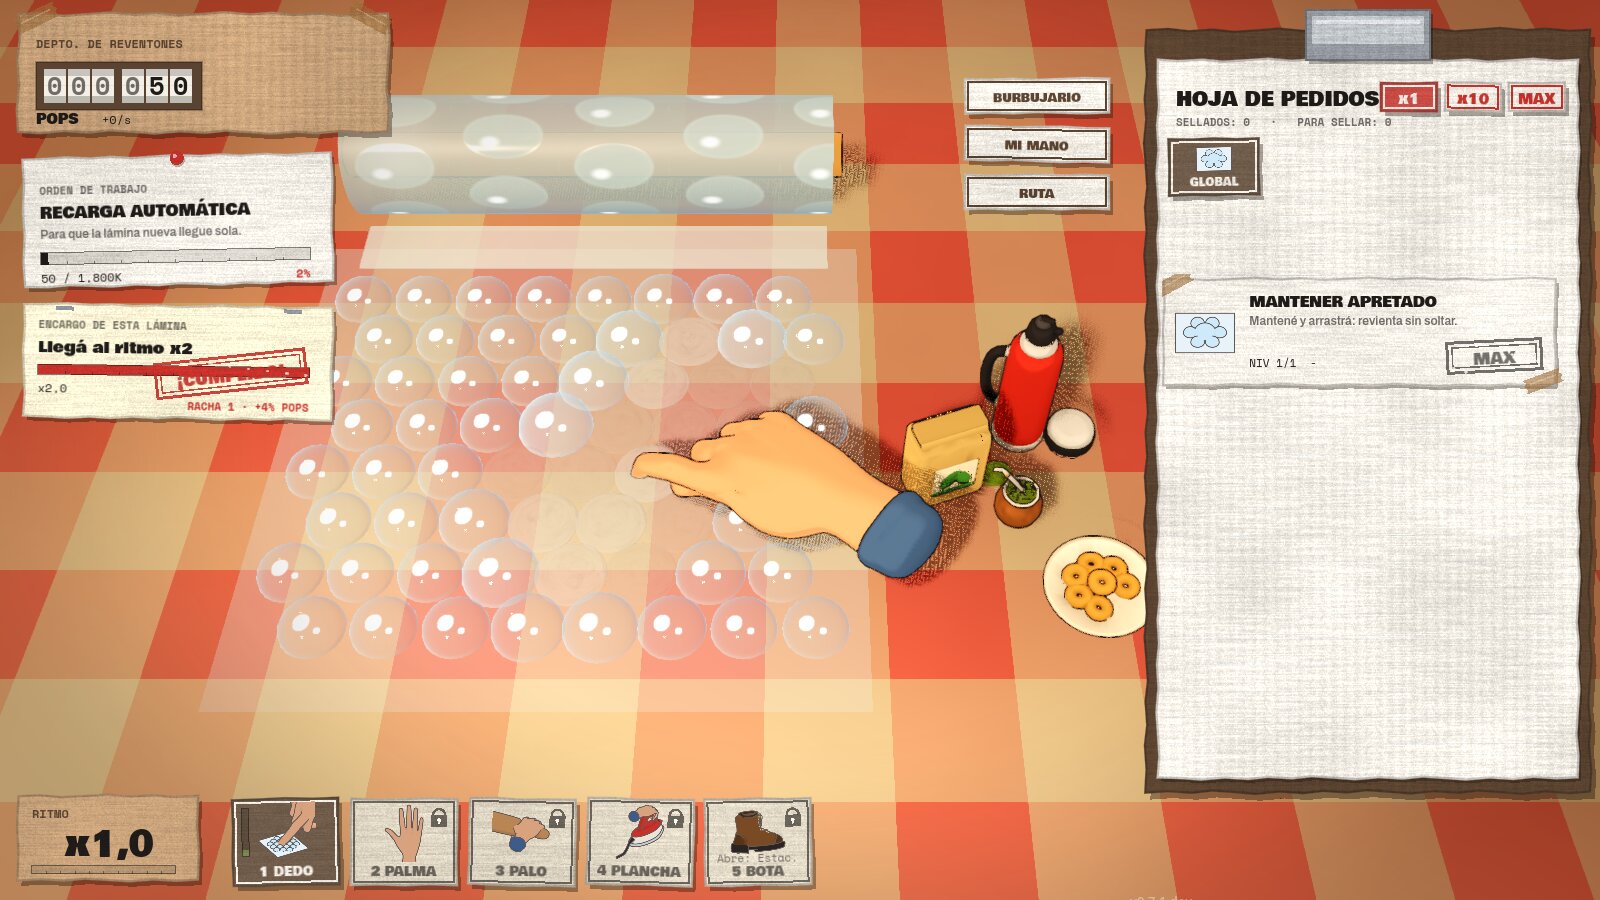 DEPTO. DE REVENTONES
000 050
POPS +0/s
ORDEN DE TRABAJO
RECARGA AUTOMÁTICA
Para que la lámina nueva llegue sola.
50 / 1.800K 2%
ENCARGO DE ESTA LÁMINA
Llegá al ritmo x2
x2,0
RACHA 1 · +4% POPS
BURBUJARIO
MI MANO
RUTA
HOJA DE PEDIDOS x1 x10 MAX
SELLADOS: 0 · PARA SELLAR: 0
GLOBAL
MANTENER APRETADO
Mantené y arrastrá: revienta sin soltar.
NIV 1/1 - MAX
RITMO
x1,0
1 DEDO
2 PALMA
3 PALO
4 PLANCHA
Abre: Estac.
5 BOTA